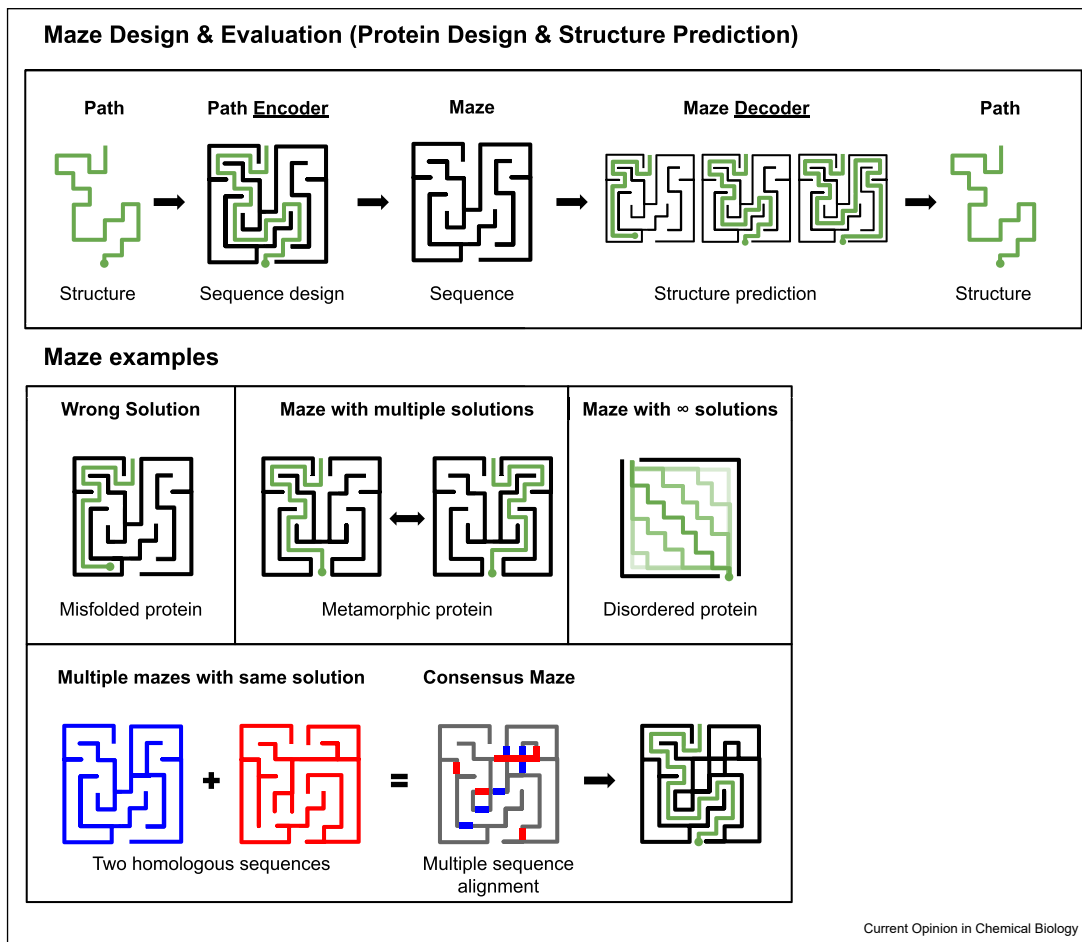 Maze Design & Evaluation (Protein Design & Structure Prediction)
Path
Path Encoder
Maze
Maze Decoder
Path
Structure
Sequence design
Sequence
Structure prediction
Structure
Maze examples
Wrong Solution
Maze with multiple solutions
Maze with ∞ solutions
Misfolded protein
Metamorphic protein
Disordered protein
Multiple mazes with same solution
Consensus Maze
+
=
Two homologous sequences
Multiple sequence
alignment
Current Opinion in Chemical Biology